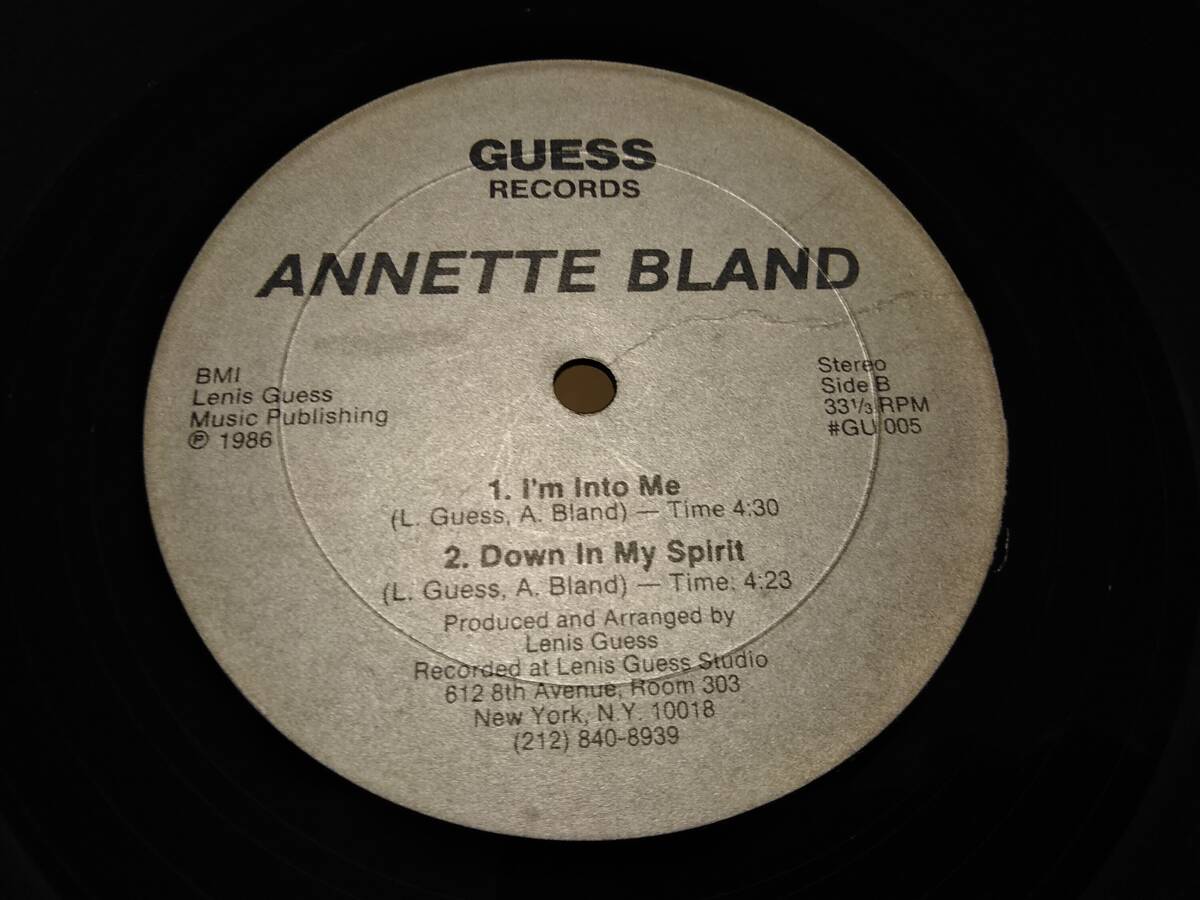 GUESS
RECORDS
ANNETTE BLAND
BMI
Lenis Guess
Music Publishing
℗ 1986
Stereo
Side B
33 1/3 RPM
#GU 005
1. I'm Into Me
(L. Guess, A. Bland) — Time 4:30
2. Down In My Spirit
(L. Guess, A. Bland) — Time: 4:23
Produced and Arranged by
Lenis Guess
Recorded at Lenis Guess Studio
612 8th Avenue, Room 303
New York, N.Y. 10018
(212) 840-8939